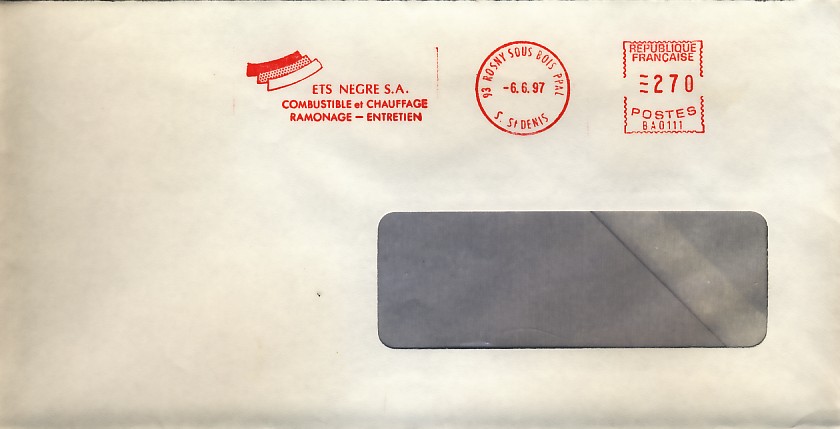 ETS NEGRE S.A.
COMBUSTIBLE et CHAUFFAGE
RAMONAGE – ENTRETIEN
93 ROSNY SOUS BOIS PPAL
-6.6.97
S. St DENIS
REPUBLIQUE
FRANÇAISE
270
POSTES
BA0111